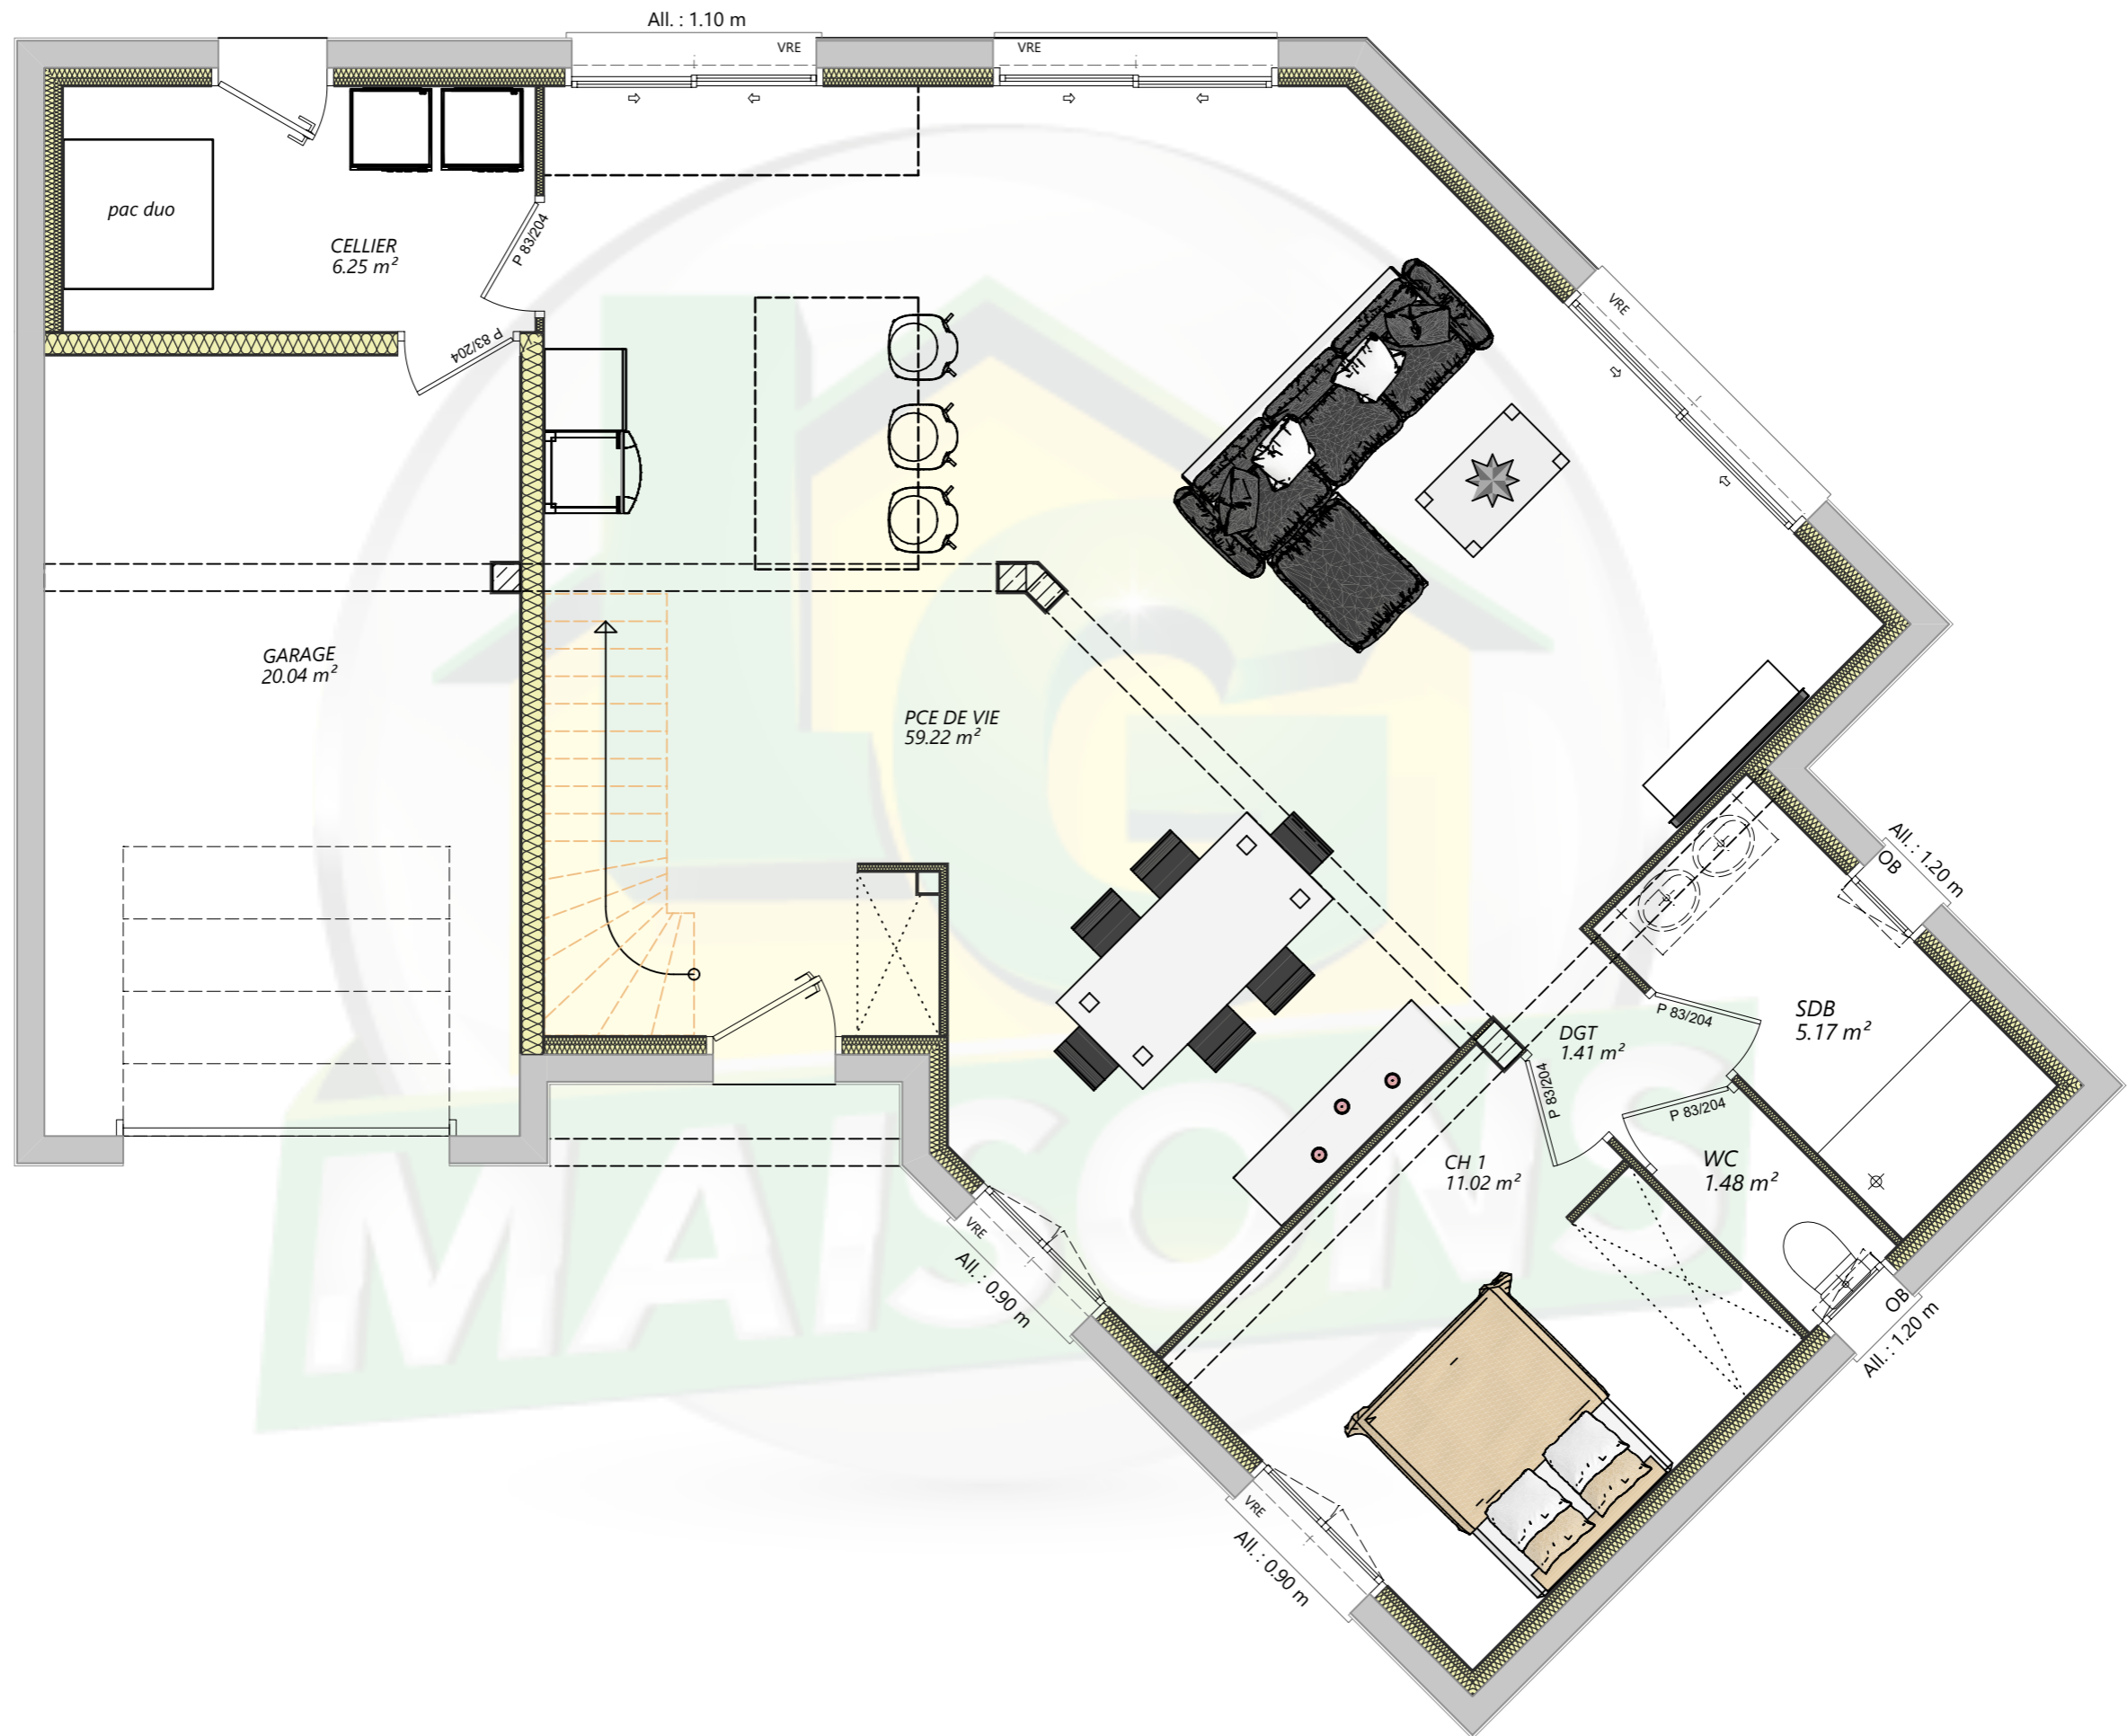 All. : 1.10 m
VRE
VRE
pac duo
CELLIER
6.25 m²
P 83/204
P 83/204
VRE
GARAGE
20.04 m²
PCE DE VIE
59.22 m²
All. : 1.20 m
OB
SDB
5.17 m²
P 83/204
DGT
1.41 m²
P 83/204
P 83/204
WC
1.48 m²
CH 1
11.02 m²
VRE
All. : 0.90 m
OB
All. : 1.20 m
VRE
All. : 0.90 m
LG
MAISONS